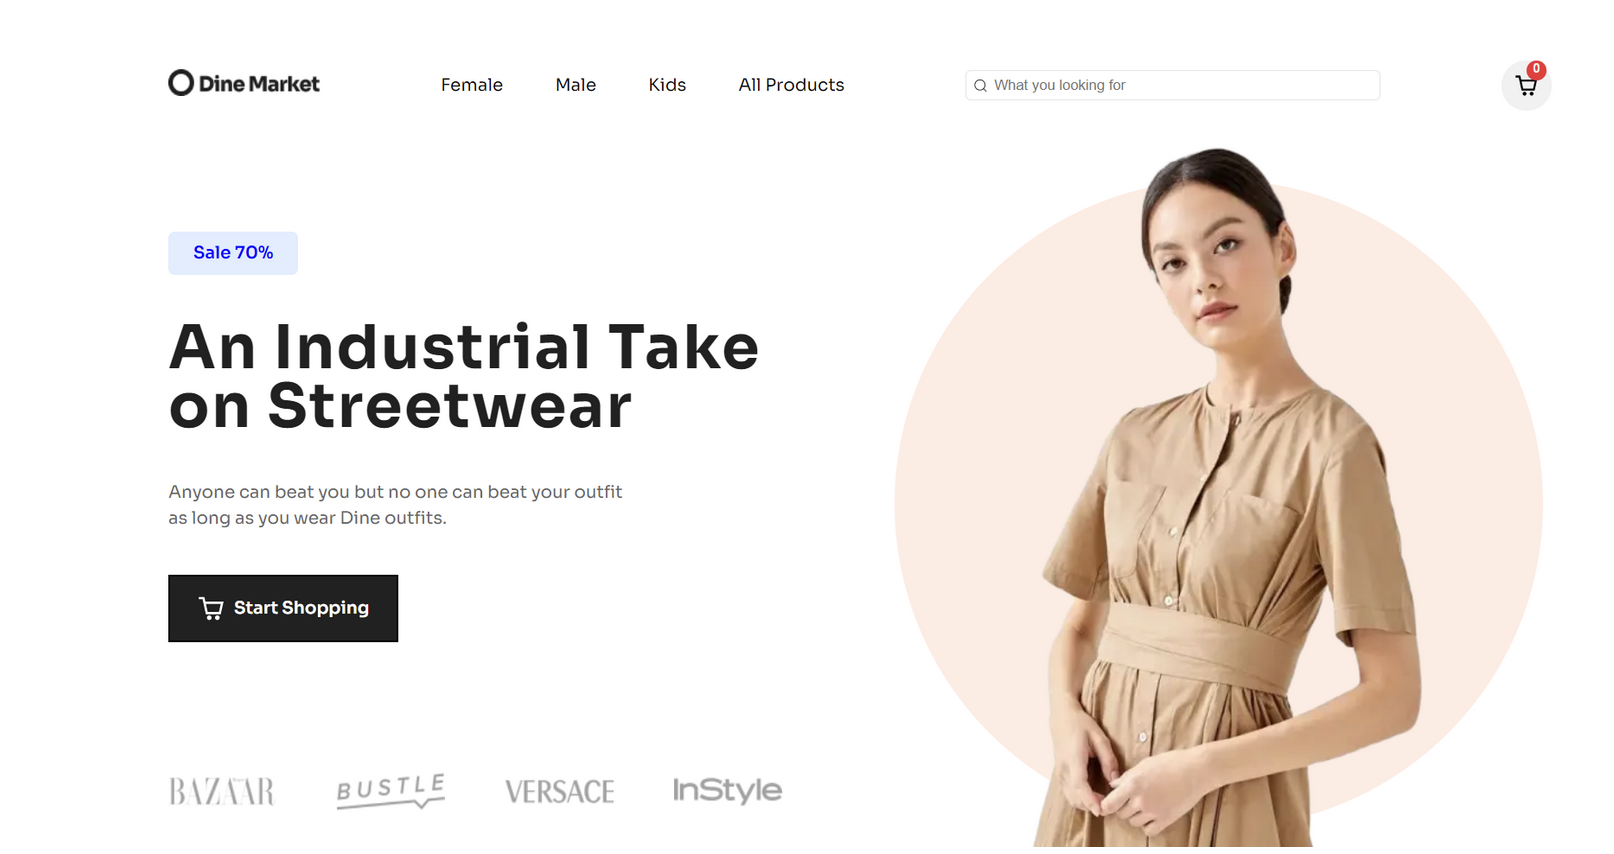 Dine Market
Female
Male
Kids
All Products
What you looking for
0
Sale 70%
An Industrial Take
on Streetwear
Anyone can beat you but no one can beat your outfit
as long as you wear Dine outfits.
Start Shopping
BAZAAR
BUSTLE
VERSACE
InStyle